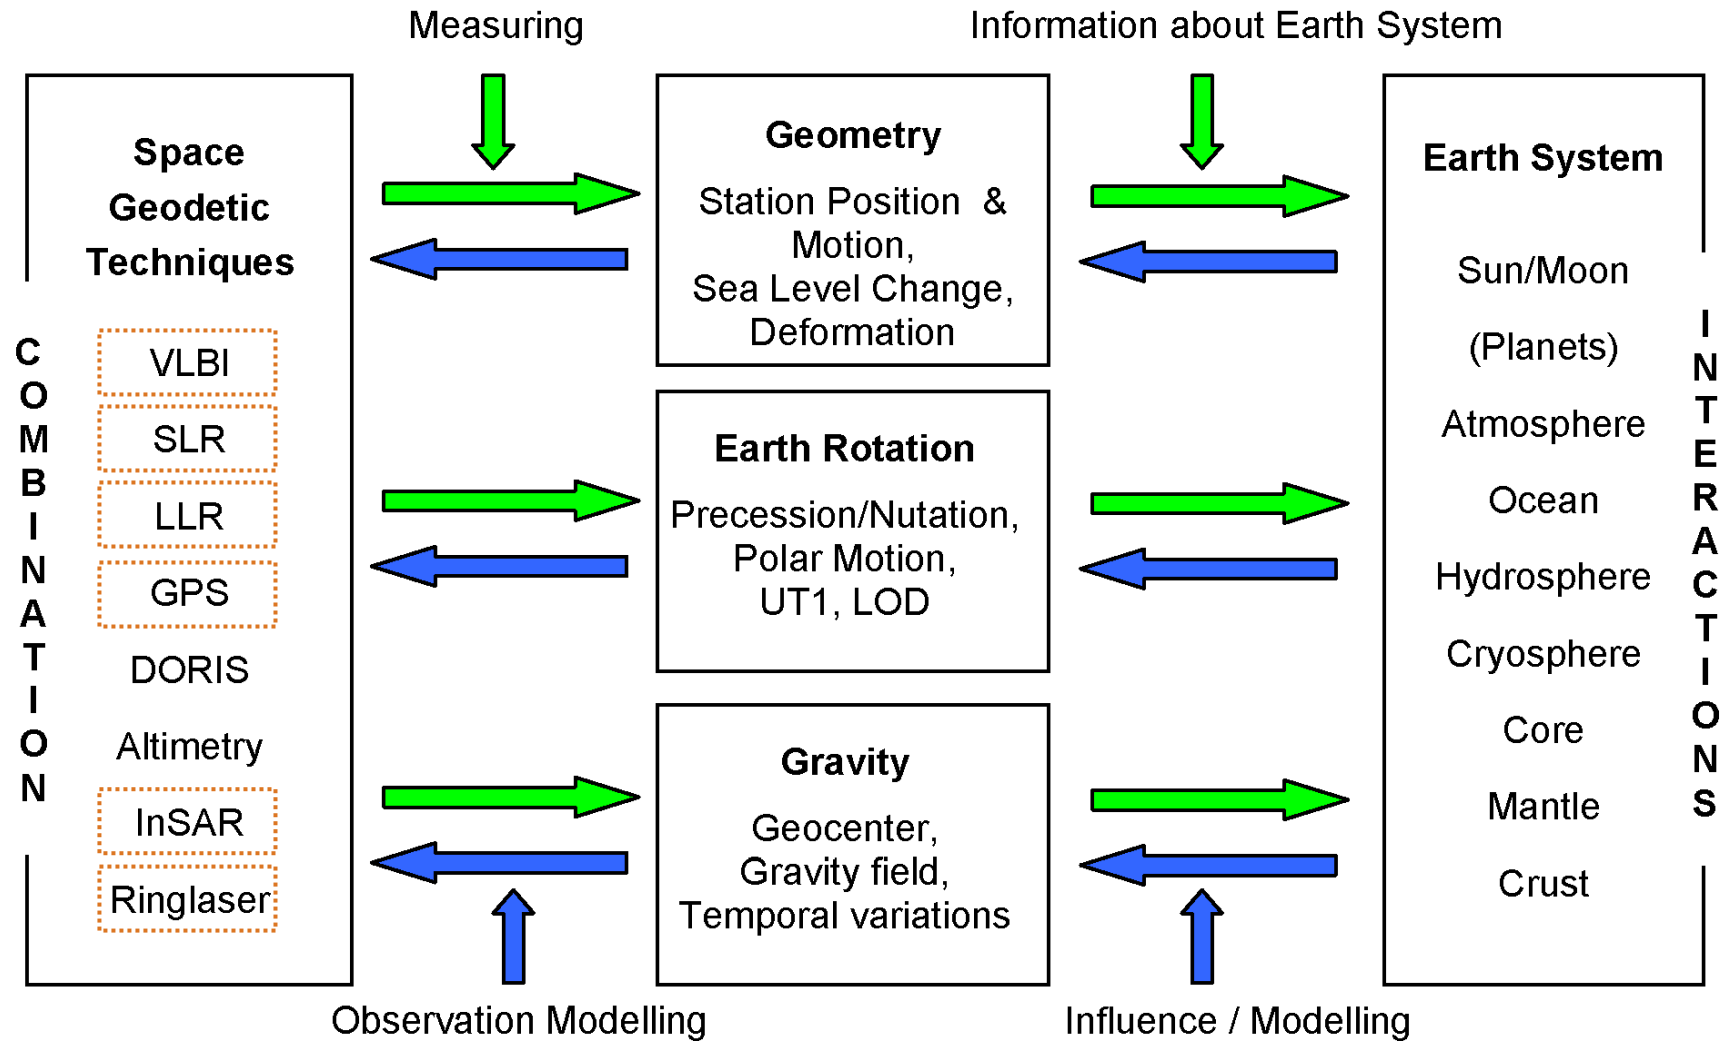 Measuring
Information about Earth System
COMBINATION
Space
Geodetic
Techniques
VLBI
SLR
LLR
GPS
DORIS
Altimetry
InSAR
Ringlaser
Geometry
Station Position & 
Motion,
Sea Level Change,
Deformation
Earth Rotation
Precession/Nutation,
Polar Motion,
UT1, LOD
Gravity
Geocenter,
Gravity field,
Temporal variations
Earth System
Sun/Moon
(Planets)
Atmosphere
Ocean
Hydrosphere
Cryosphere
Core
Mantle
Crust
INTERACTIONS
Observation Modelling
Influence / Modelling